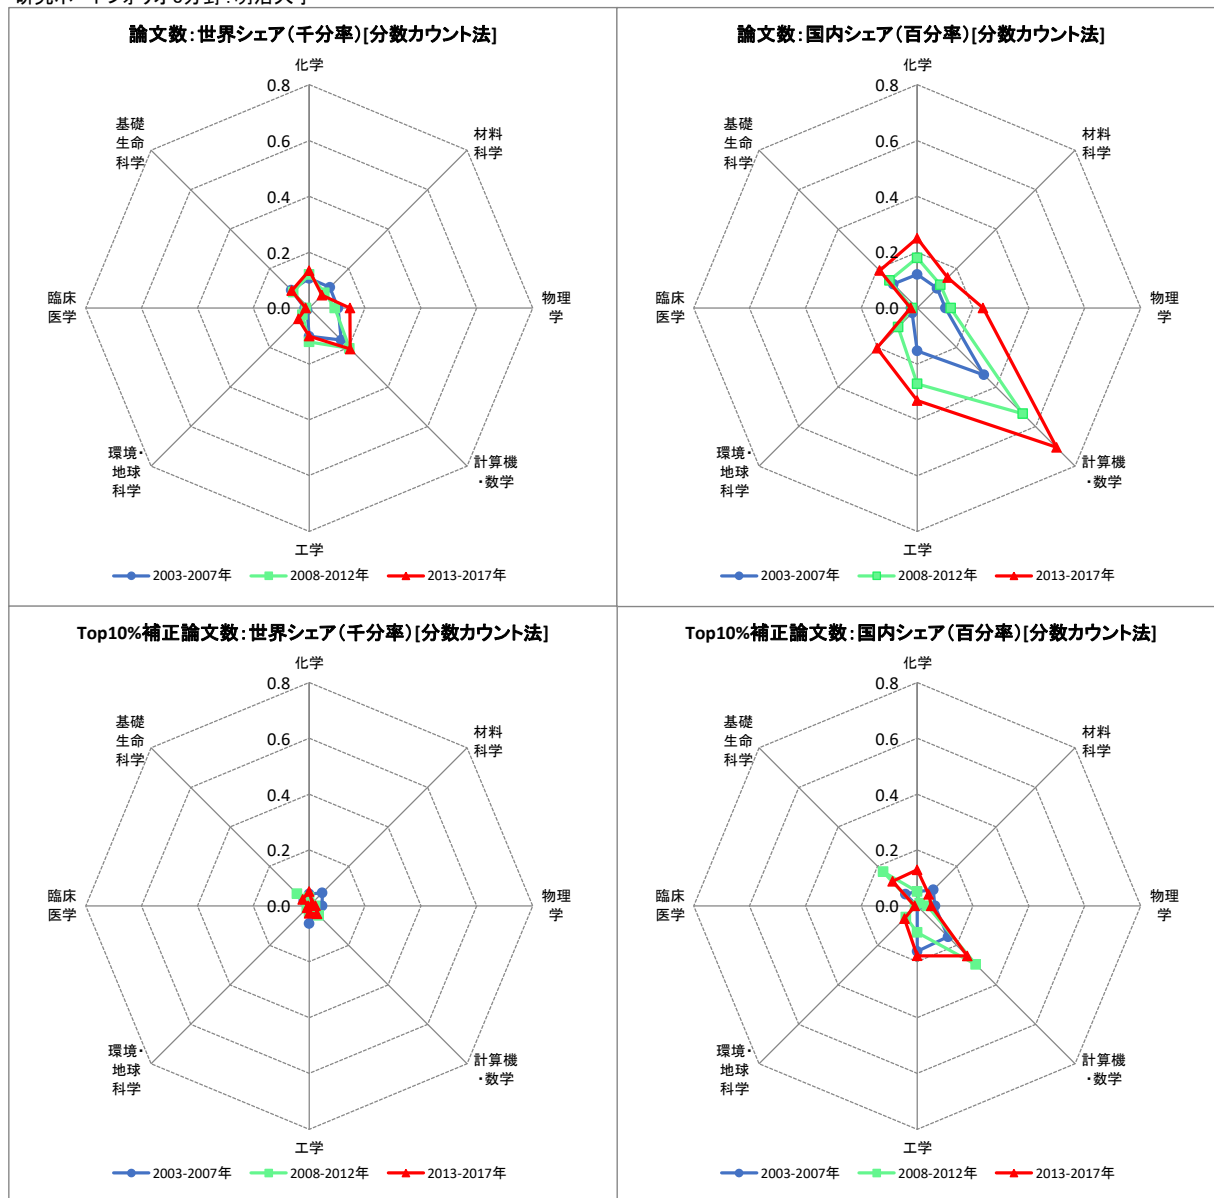 論文数：世界シェア（千分率）[分数カウント法]
化学
0.8
0.6
0.4
0.2
0.0
材料
科学
物理
学
計算機
・数学
工学
環境・
地球
科学
臨床
医学
基礎
生命
科学
2003-2007年
2008-2012年
2013-2017年
論文数：国内シェア（百分率）[分数カウント法]
化学
0.8
0.6
0.4
0.2
0.0
材料
科学
物理
学
計算機
・数学
工学
環境・
地球
科学
臨床
医学
基礎
生命
科学
2003-2007年
2008-2012年
2013-2017年
Top10%補正論文数：世界シェア（千分率）[分数カウント法]
化学
0.8
0.6
0.4
0.2
0.0
材料
科学
物理
学
計算機
・数学
工学
環境・
地球
科学
臨床
医学
基礎
生命
科学
2003-2007年
2008-2012年
2013-2017年
Top10%補正論文数：国内シェア（百分率）[分数カウント法]
化学
0.8
0.6
0.4
0.2
0.0
材料
科学
物理
学
計算機
・数学
工学
環境・
地球
科学
臨床
医学
基礎
生命
科学
2003-2007年
2008-2012年
2013-2017年